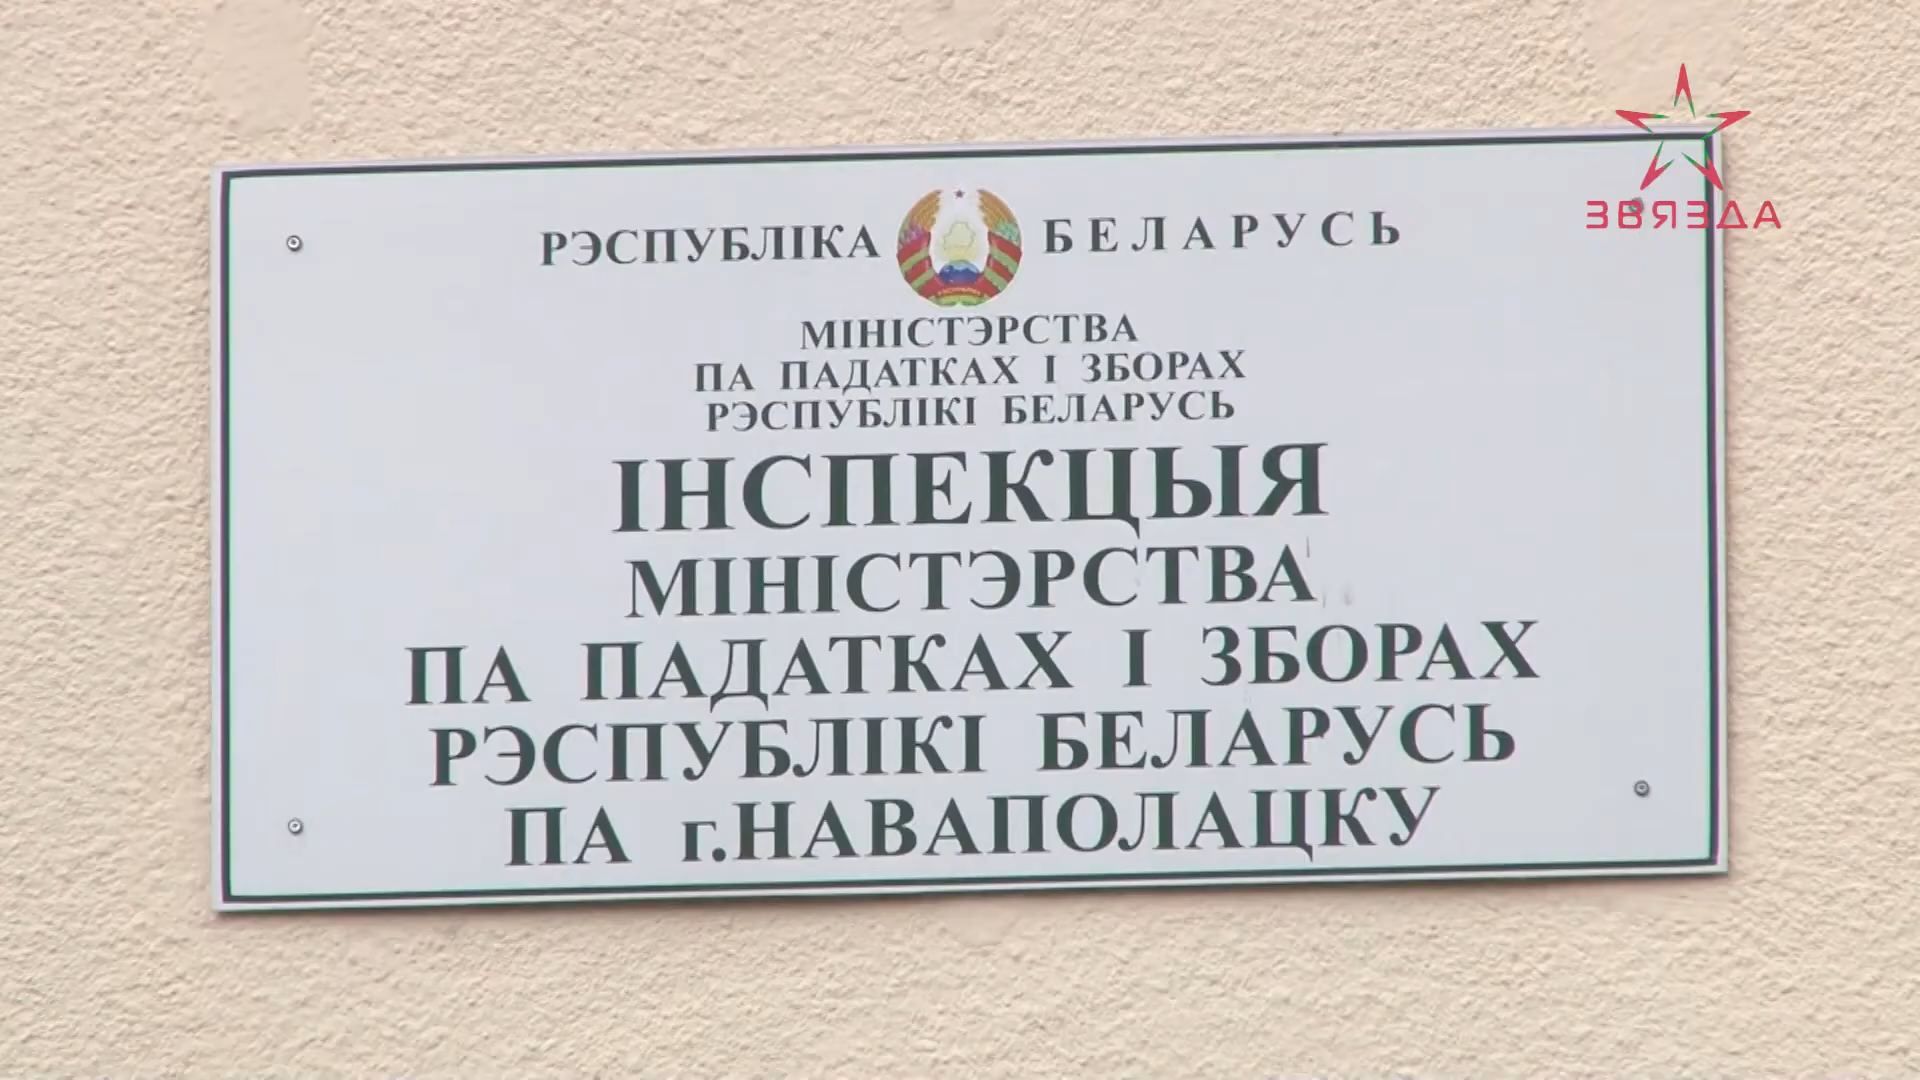 ЗВЯЗДА
РЭСПУБЛІКА БЕЛАРУСЬ
МІНІСТЭРСТВА
ПА ПАДАТКАХ І ЗБОРАХ
РЭСПУБЛІКІ БЕЛАРУСЬ
ІНСПЕКЦЫЯ
МІНІСТЭРСТВА
ПА ПАДАТКАХ І ЗБОРАХ
РЭСПУБЛІКІ БЕЛАРУСЬ
ПА г.НАВАПОЛАЦКУ